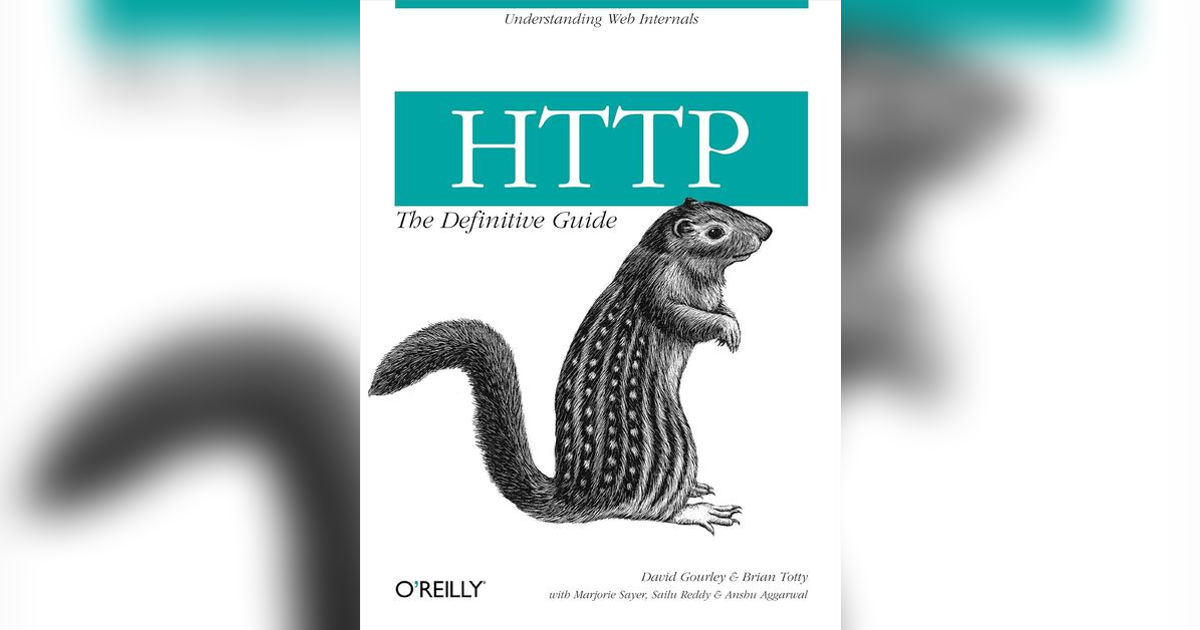 Understanding Web Internals
HTTP
The Definitive Guide
O'REILLY®
David Gourley & Brian Totty
with Marjorie Sayer, Sailu Reddy & Anshu Aggarwal